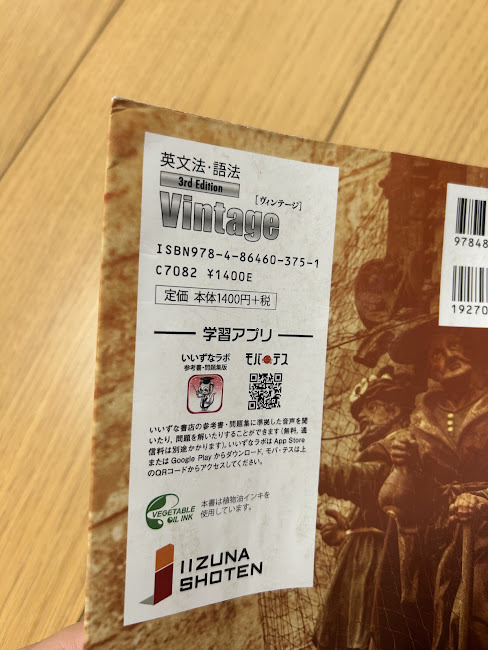 英文法・語法
3rd Edition
Vintage
[ヴィンテージ]
ISBN978-4-86460-375-1
C7082 ¥1400E
定価 本体1400円+税
学習アプリ
いいずなラボ
参考書・問題集版
モバ・テス
いいずな書店の参考書・問題集に準拠した音声を聞
いたり，問題を解いたりすることができます（無料，通
信料は別途かかります）。いいずなラボは App Store
または Google Play からダウンロード，モバ・テスは上
のQRコードからアクセスしてください。
VEGETABLE
OIL INK
本書は植物油インキを
使用しています。
IIZUNA
SHOTEN
97848
19270